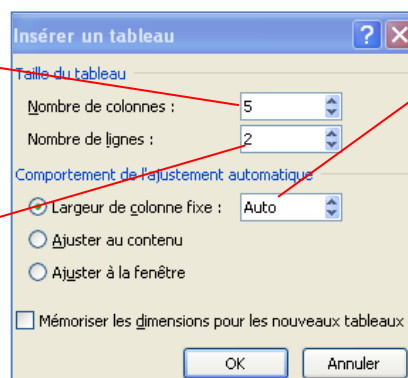 Insérer un tableau
Taille du tableau
Nombre de colonnes : 5
Nombre de lignes : 2
Comportement de l'ajustement automatique
Largeur de colonne fixe : Auto
Ajuster au contenu
Ajuster à la fenêtre
Mémoriser les dimensions pour les nouveaux tableaux
OK Annuler